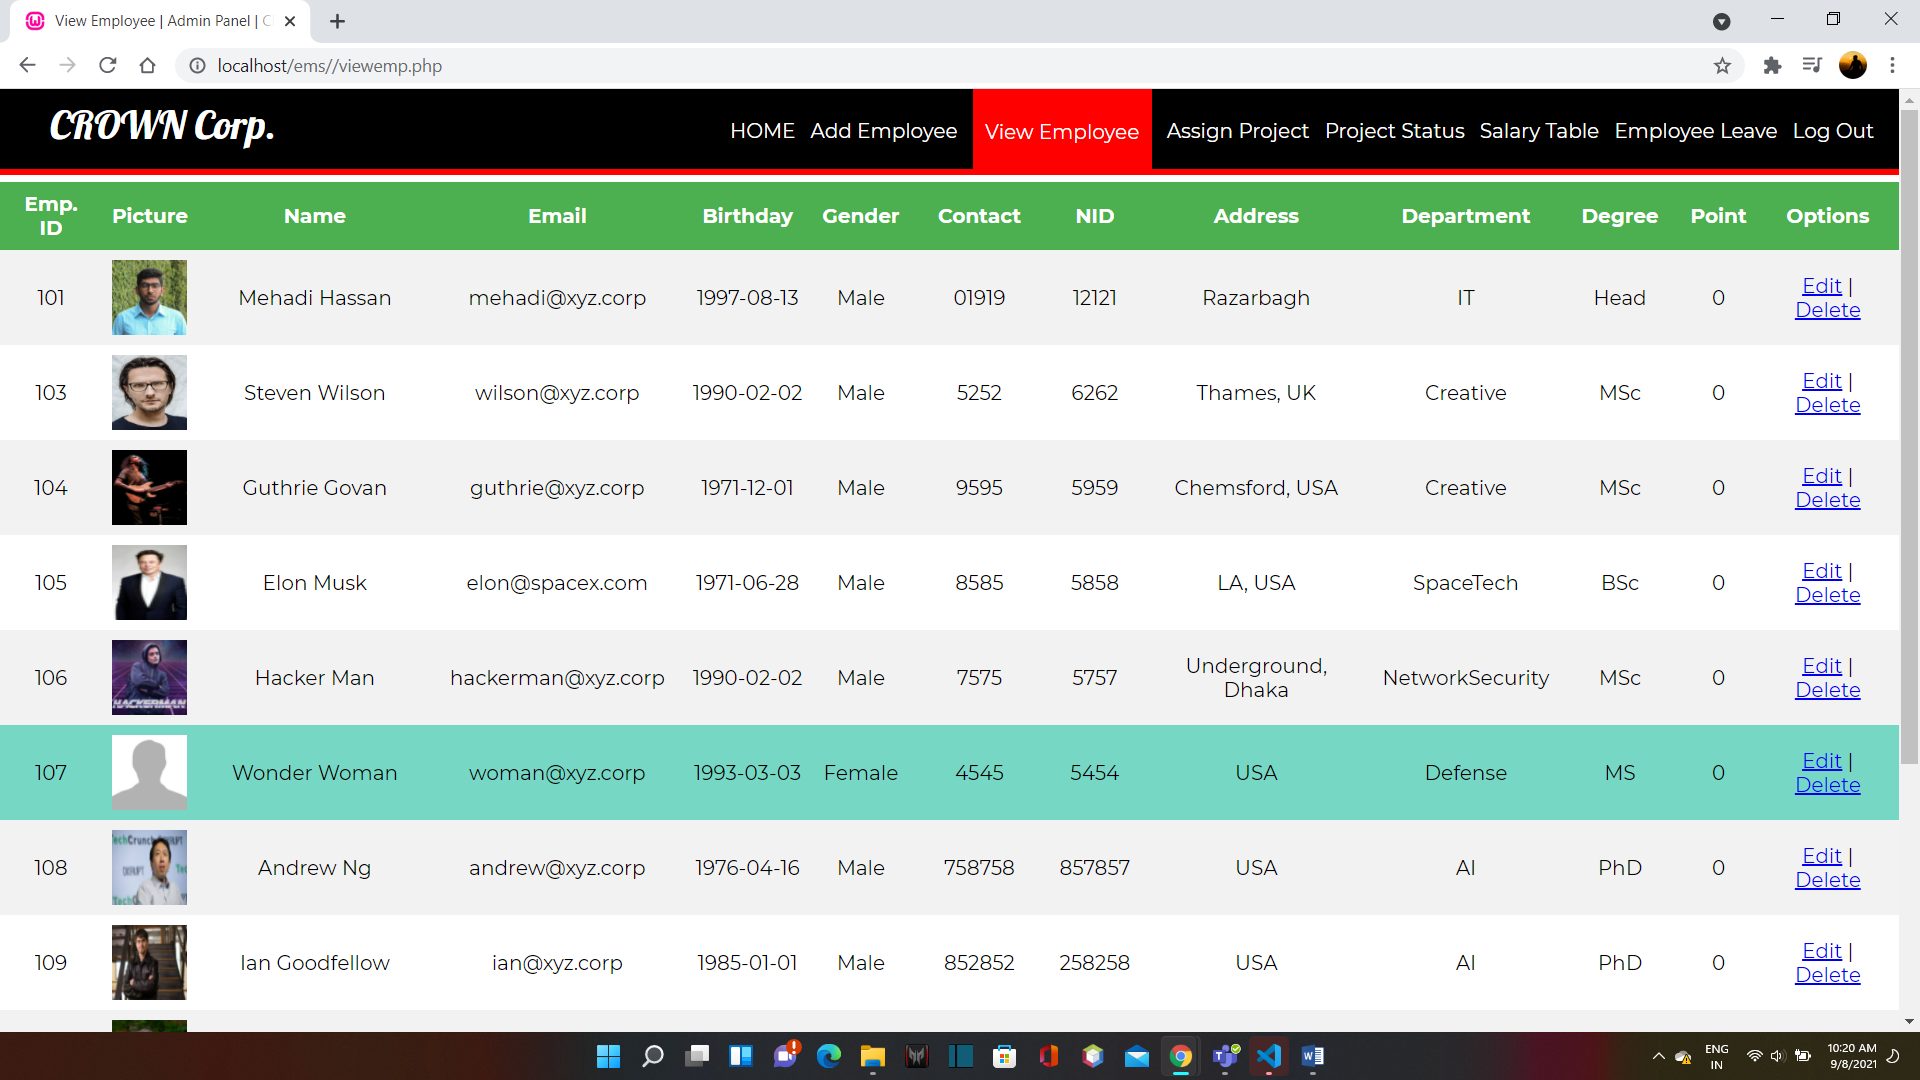 View Employee | Admin Panel | C
localhost/ems//viewemp.php
CROWN Corp.
HOME Add Employee View Employee Assign Project Project Status Salary Table Employee Leave Log Out
Emp. ID Picture Name Email Birthday Gender Contact NID Address Department Degree Point Options
101 Mehadi Hassan mehadi@xyz.corp 1997-08-13 Male 01919 12121 Razarbagh IT Head 0 Edit | Delete
103 Steven Wilson wilson@xyz.corp 1990-02-02 Male 5252 6262 Thames, UK Creative MSc 0 Edit | Delete
104 Guthrie Govan guthrie@xyz.corp 1971-12-01 Male 9595 5959 Chemsford, USA Creative MSc 0 Edit | Delete
105 Elon Musk elon@spacex.com 1971-06-28 Male 8585 5858 LA, USA SpaceTech BSc 0 Edit | Delete
106 Hacker Man hackerman@xyz.corp 1990-02-02 Male 7575 5757 Underground, Dhaka NetworkSecurity MSc 0 Edit | Delete
HACKERMAN
107 Wonder Woman woman@xyz.corp 1993-03-03 Female 4545 5454 USA Defense MS 0 Edit | Delete
108 Andrew Ng andrew@xyz.corp 1976-04-16 Male 758758 857857 USA AI PhD 0 Edit | Delete
109 Ian Goodfellow ian@xyz.corp 1985-01-01 Male 852852 258258 USA AI PhD 0 Edit | Delete
ENG
IN
10:20 AM
9/8/2021